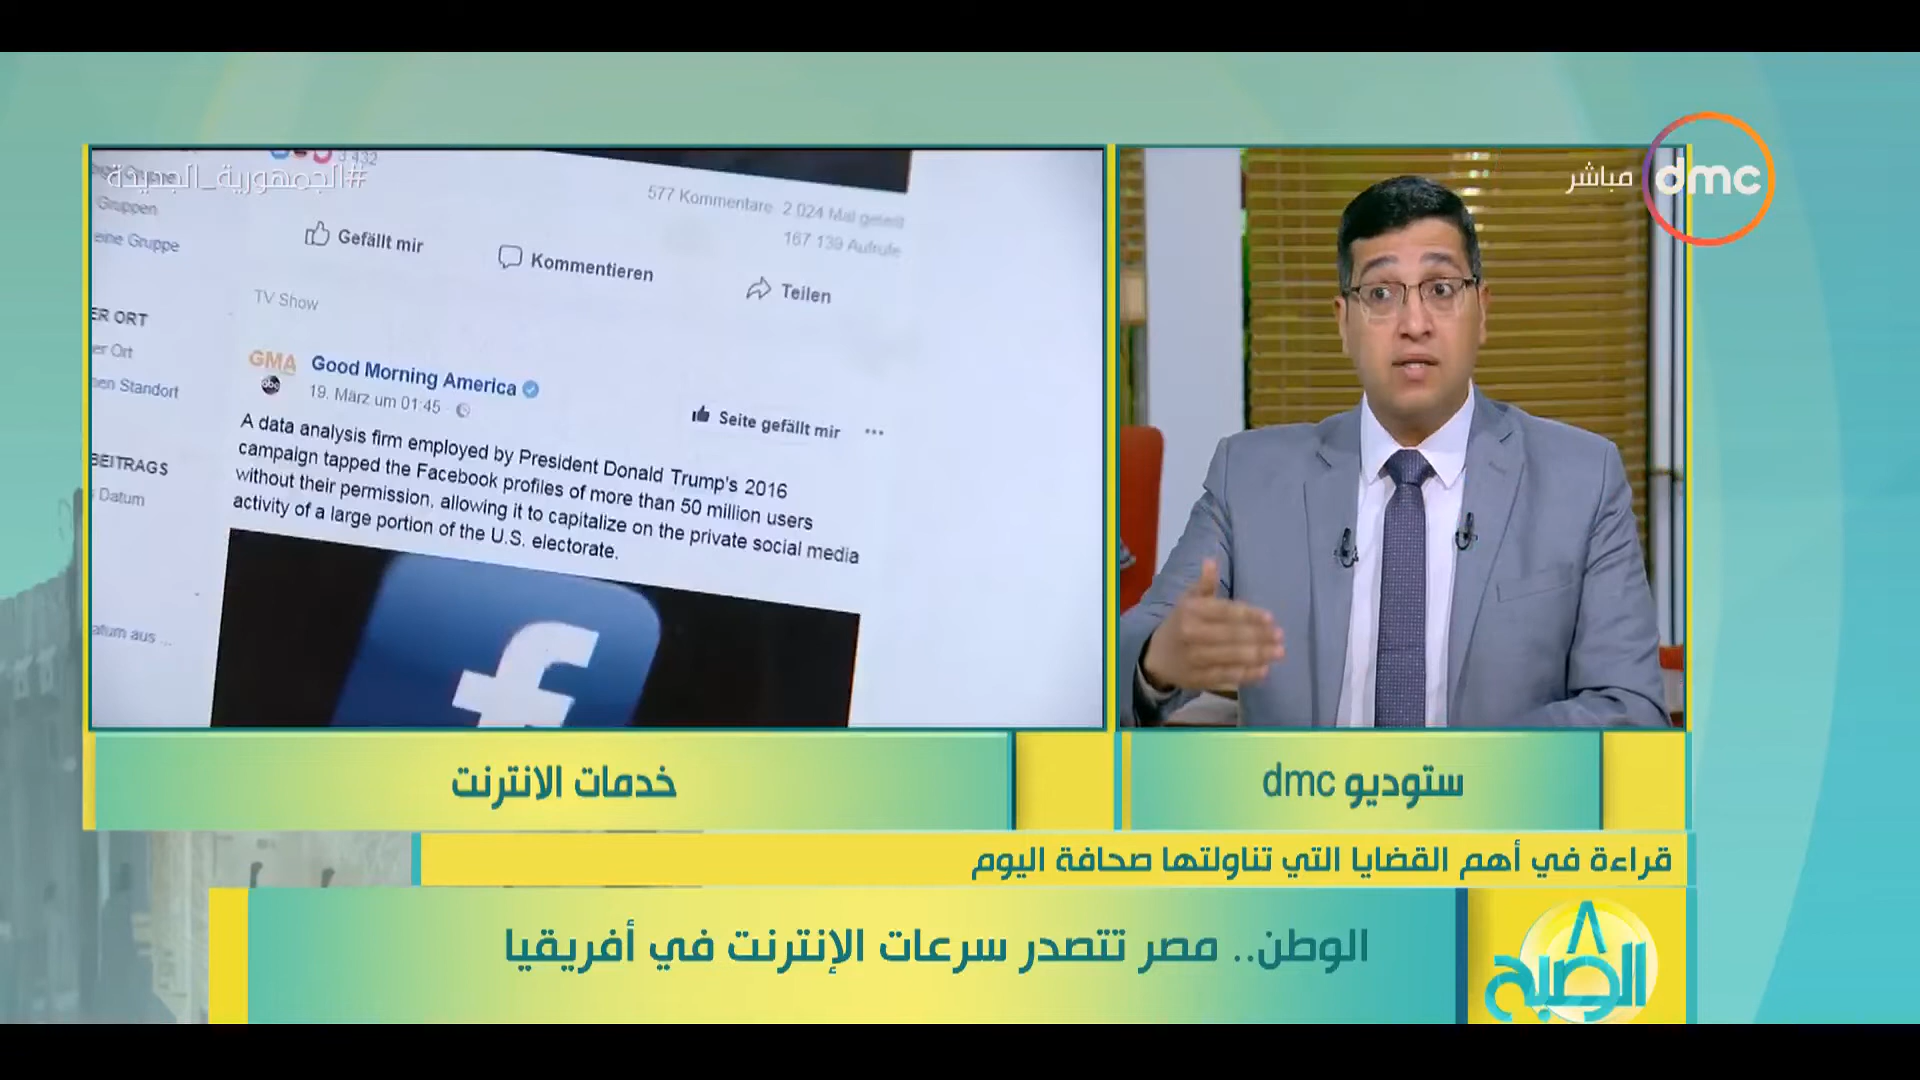 #الجمهورية_الجديدة
مباشر
dmc
3 432
577 Kommentare 2 024 Mal geteilt
167 139 Aufrufe
Gefällt mir
Kommentieren
Teilen
Gruppen
eine Gruppe
ER ORT
er Ort
en Standort
BEITRAGS
Datum
atum aus ...
TV Show
GMA
abc
Good Morning America
19. März um 01:45
Seite gefällt mir ...
A data analysis firm employed by President Donald Trump's 2016
campaign tapped the Facebook profiles of more than 50 million users
without their permission, allowing it to capitalize on the private social media
activity of a large portion of the U.S. electorate.
f
خدمات الانترنت
ستوديو dmc
قراءة في أهم القضايا التي تناولتها صحافة اليوم
الوطن.. مصر تتصدر سرعات الإنترنت في أفريقيا
٨ الصبح